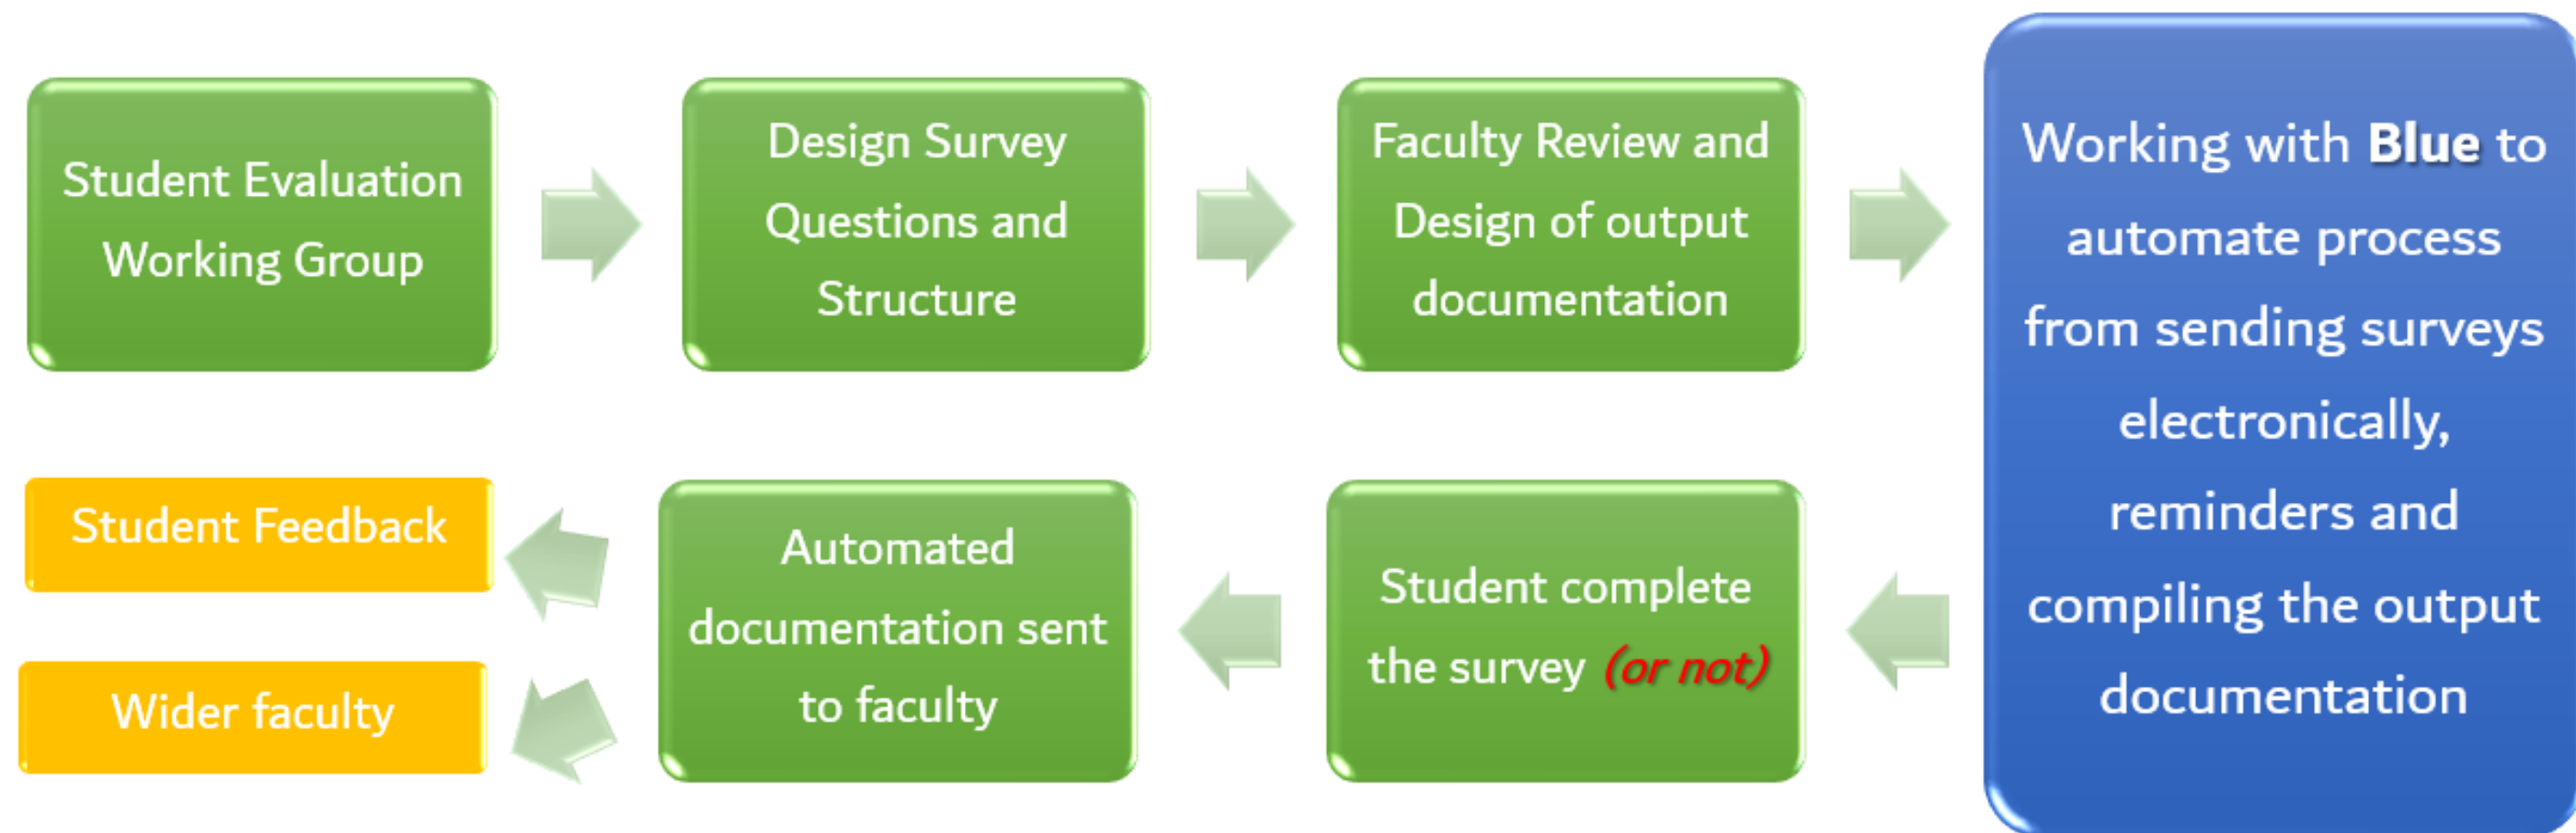 Student Evaluation
Working Group
Design Survey
Questions and
Structure
Faculty Review and
Design of output
documentation
Working with Blue to
automate process
from sending surveys
electronically,
reminders and
compiling the output
documentation
Student complete
the survey (or not)
Automated
documentation sent
to faculty
Student Feedback
Wider faculty